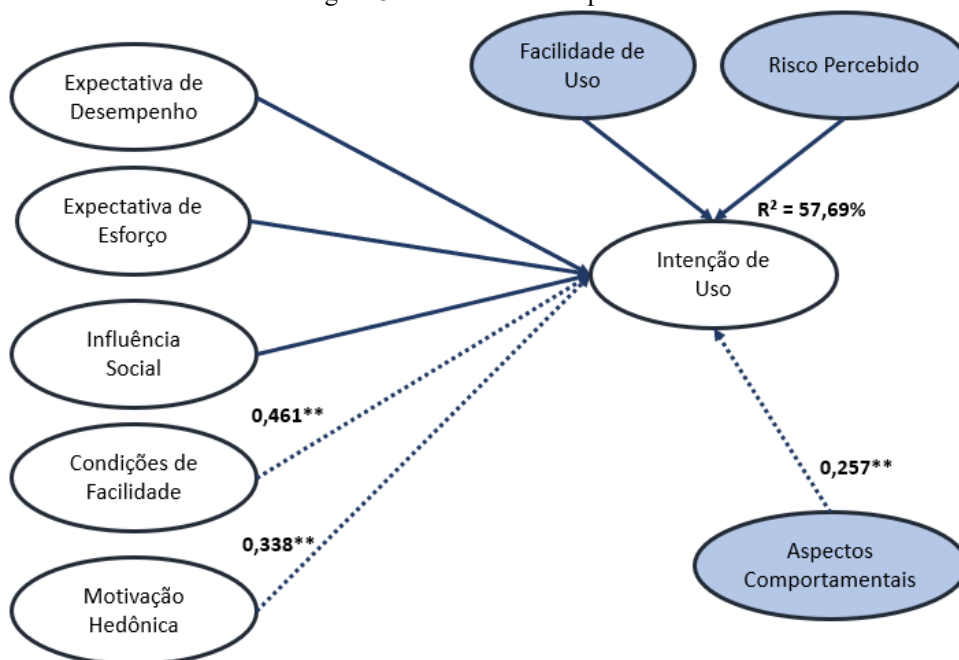 Facilidade de
Uso
Risco Percebido
Expectativa de
Desempenho
Expectativa de
Esforço
R² = 57,69%
Intenção de
Uso
Influência
Social
0,461**
Condições de
Facilidade
0,257**
0,338**
Aspectos
Comportamentais
Motivação
Hedônica